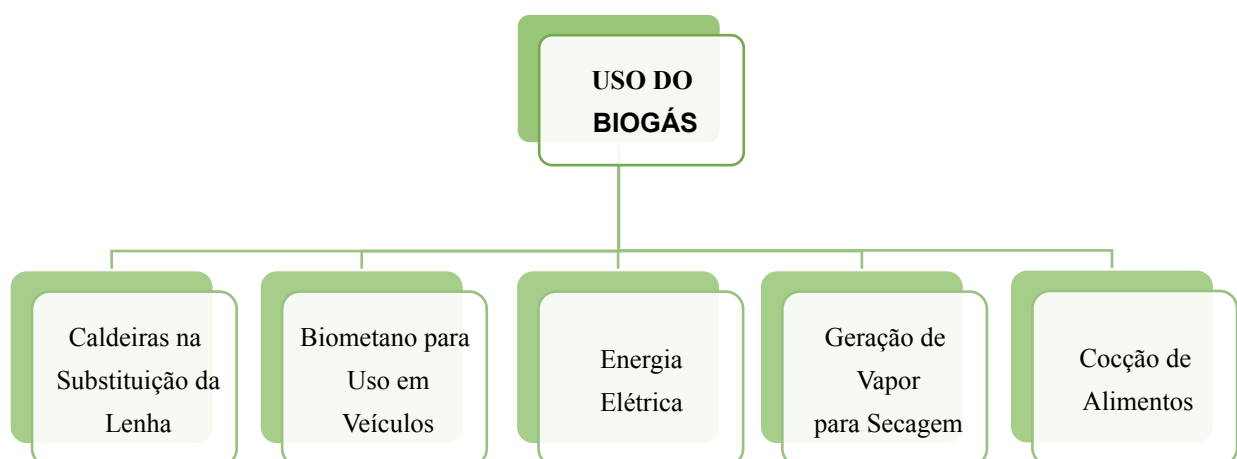 USO DO
BIOGÁS
Caldeiras na
Substituição da
Lenha
Biometano para
Uso em
Veículos
Energia
Elétrica
Geração de
Vapor
para Secagem
Cocção de
Alimentos